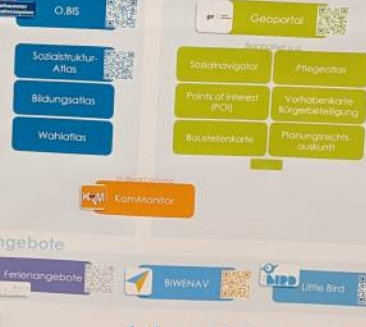 O.BIS
Geoportal
Sozialstruktur-
Atlas
Sozialnavigator
Pflegeatlas
Bildungsatlas
Points of Interest
(POI)
Vorhabenkarte
Bürgerbeteiligung
Wahlatlas
Baustellenkarte
Planungsrechts
auskunft
KomMonitor
ngebote
Ferienangebote
BIWENAV
Little Bird